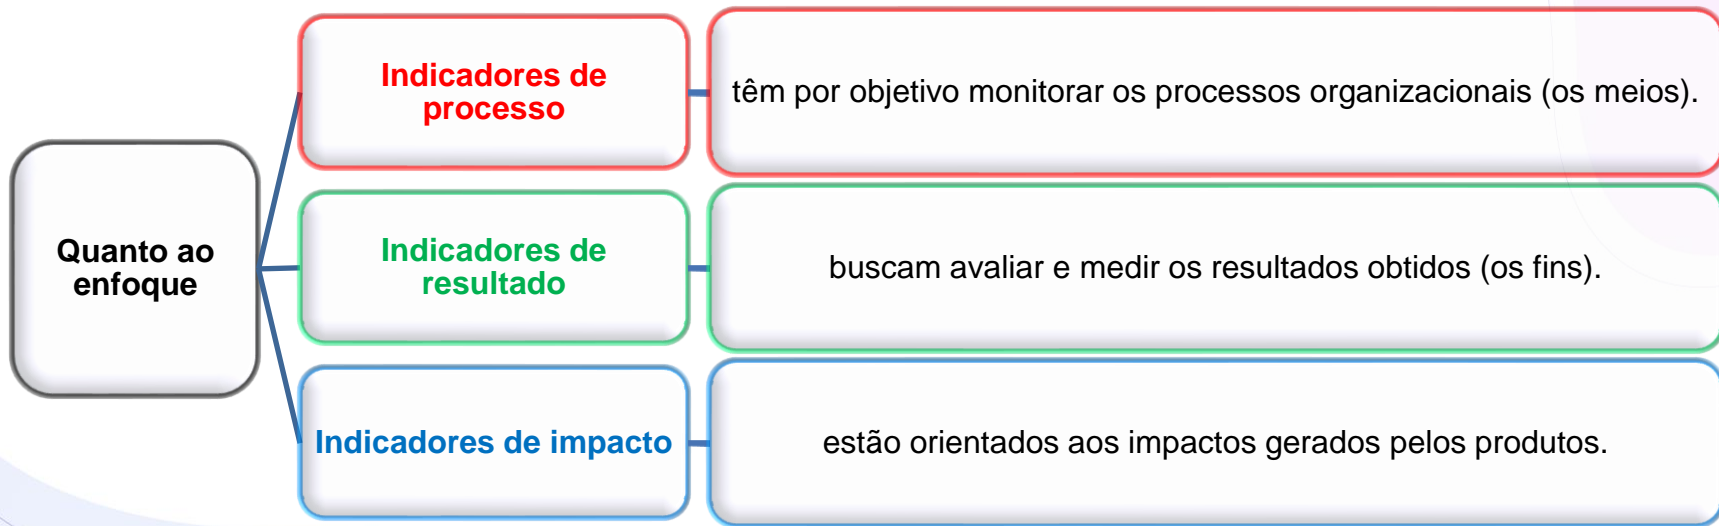 Quanto ao
enfoque
Indicadores de
processo
têm por objetivo monitorar os processos organizacionais (os meios).
Indicadores de
resultado
buscam avaliar e medir os resultados obtidos (os fins).
Indicadores de impacto
estão orientados aos impactos gerados pelos produtos.